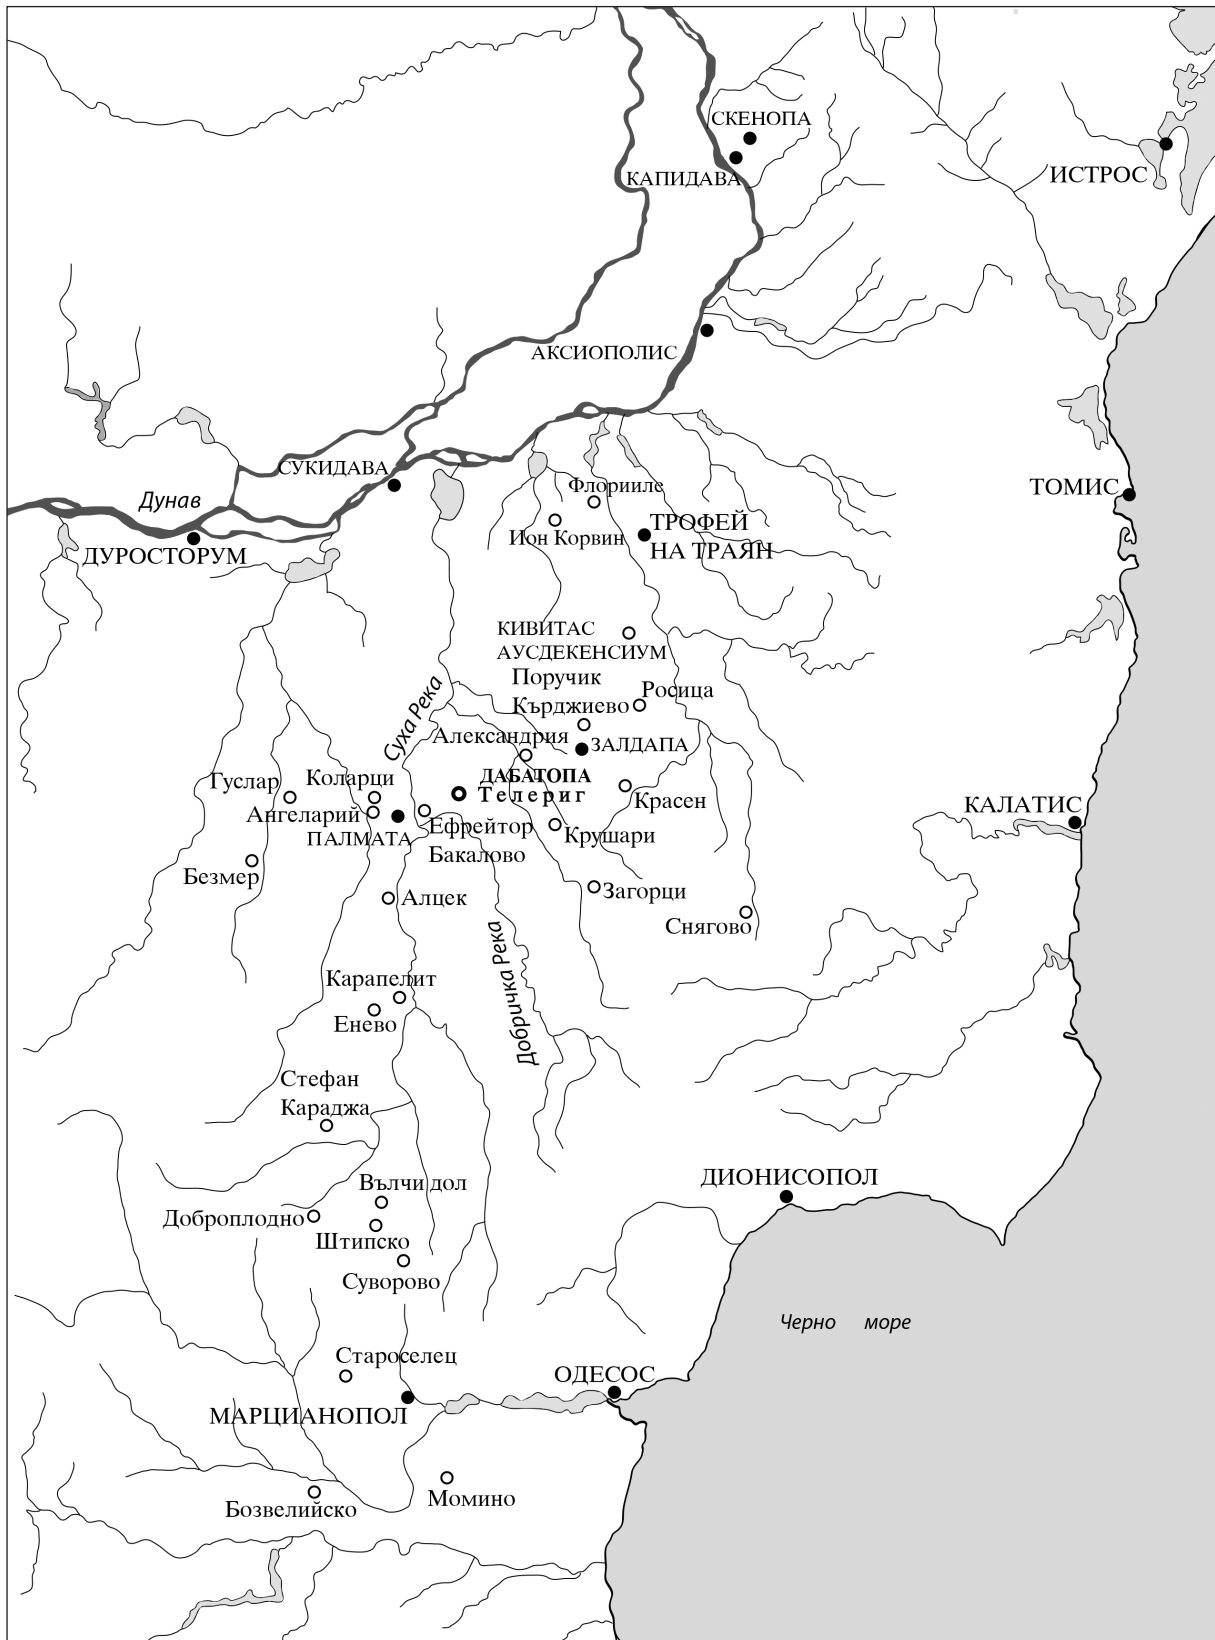 СКЕНОПА
ИСТРОС
КАПИДАВА
АКСИОПОЛИС
СУКИДАВА
Флорииле
ТОМИС
Дунав
ТРОФЕЙ
НА ТРАЯН
Ион Корвин
ДУРОСТОРУМ
КИВИТАС
АУСДЕКЕНСИУМ
Поручик
Кърджиево
Росица
Суха Река
Александрия
ЗАЛДАПА
Гуслар
Коларци
ДАБАТОПА
Телериг
Красен
КАЛАТИС
Ангеларий
ПАЛМАТА
Ефрейтор
Бакалово
Крушари
Безмер
Алцек
Загорци
Снягово
Добричка Река
Карапелит
Енево
Стефан
Караджа
ДИОНИСОПОЛ
Вълчи дол
Доброплодно
Штипско
Суворово
Черно море
Староселец
ОДЕСОС
МАРЦИАНОПОЛ
Момино
Бозвелийско